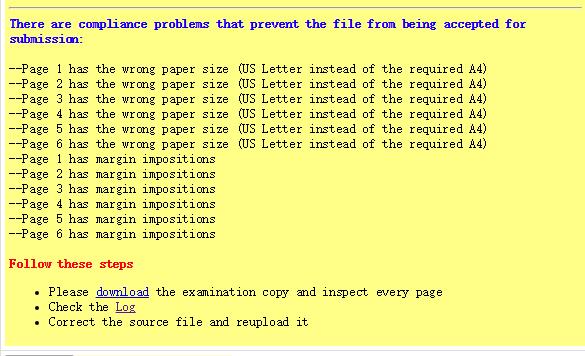 There are compliance problems that prevent the file from being accepted for
submission:
--Page 1 has the wrong paper size (US Letter instead of the required A4)
--Page 2 has the wrong paper size (US Letter instead of the required A4)
--Page 3 has the wrong paper size (US Letter instead of the required A4)
--Page 4 has the wrong paper size (US Letter instead of the required A4)
--Page 5 has the wrong paper size (US Letter instead of the required A4)
--Page 6 has the wrong paper size (US Letter instead of the required A4)
--Page 1 has margin impositions
--Page 2 has margin impositions
--Page 3 has margin impositions
--Page 4 has margin impositions
--Page 5 has margin impositions
--Page 6 has margin impositions
Follow these steps
• Please download the examination copy and inspect every page
• Check the Log
• Correct the source file and reupload it